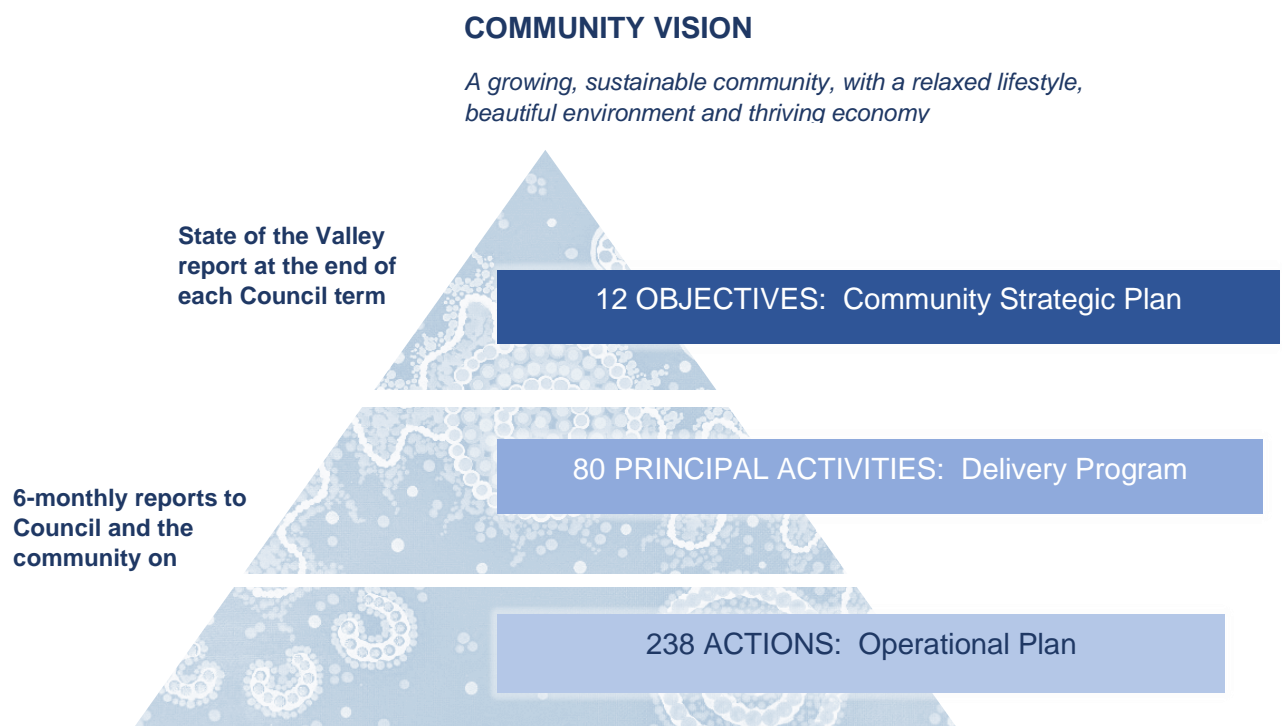 COMMUNITY VISION
A growing, sustainable community, with a relaxed lifestyle,
beautiful environment and thriving economy
State of the Valley
report at the end of
each Council term
12 OBJECTIVES: Community Strategic Plan
80 PRINCIPAL ACTIVITIES: Delivery Program
6-monthly reports to
Council and the
community on
238 ACTIONS: Operational Plan